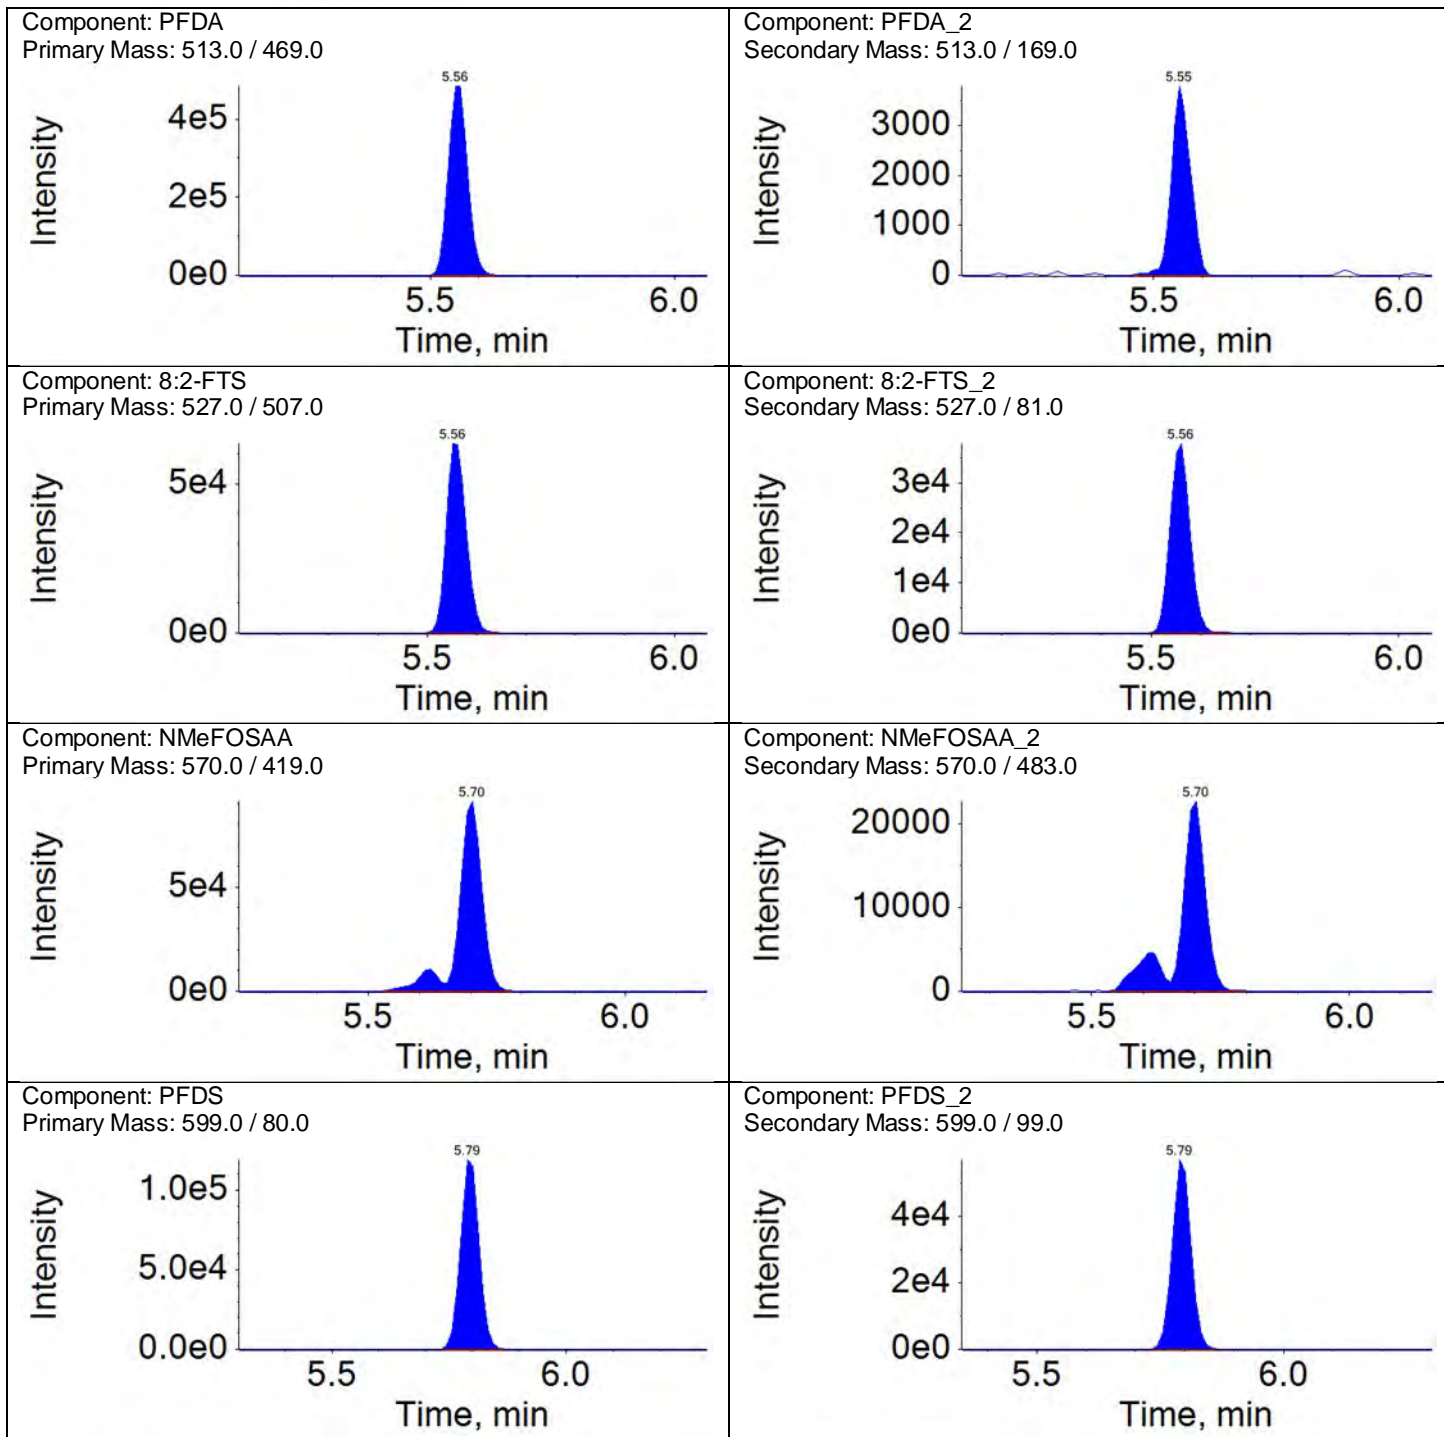 Component: PFDA
Primary Mass: 513.0 / 469.0
5.56
Intensity
4e5
2e5
0e0
5.5 6.0
Time, min
Component: PFDA_2
Secondary Mass: 513.0 / 169.0
5.55
Intensity
3000
2000
1000
0
5.5 6.0
Time, min
Component: 8:2-FTS
Primary Mass: 527.0 / 507.0
5.56
Intensity
5e4
0e0
5.5 6.0
Time, min
Component: 8:2-FTS_2
Secondary Mass: 527.0 / 81.0
5.56
Intensity
3e4
2e4
1e4
0e0
5.5 6.0
Time, min
Component: NMeFOSAA
Primary Mass: 570.0 / 419.0
5.70
Intensity
5e4
0e0
5.5 6.0
Time, min
Component: NMeFOSAA_2
Secondary Mass: 570.0 / 483.0
5.70
Intensity
20000
10000
0
5.5 6.0
Time, min
Component: PFDS
Primary Mass: 599.0 / 80.0
5.79
Intensity
1.0e5
5.0e4
0.0e0
5.5 6.0
Time, min
Component: PFDS_2
Secondary Mass: 599.0 / 99.0
5.79
Intensity
4e4
2e4
0e0
5.5 6.0
Time, min